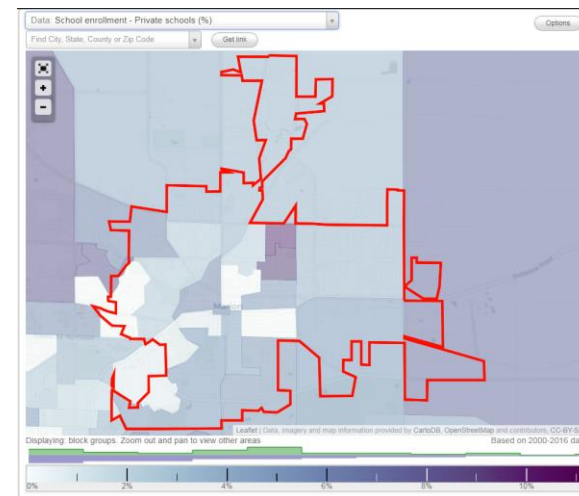 Data: School enrollment - Private schools (%)
Options
Find City, State, County or Zip Code
Get link
+
−
Leaflet | Data, imagery and map information provided by CartoDB, OpenStreetMap and contributors, CC-BY-S
Displaying: block groups. Zoom out and pan to view other areas
Based on 2000-2016 da
0% 2% 4% 6% 8% 10%